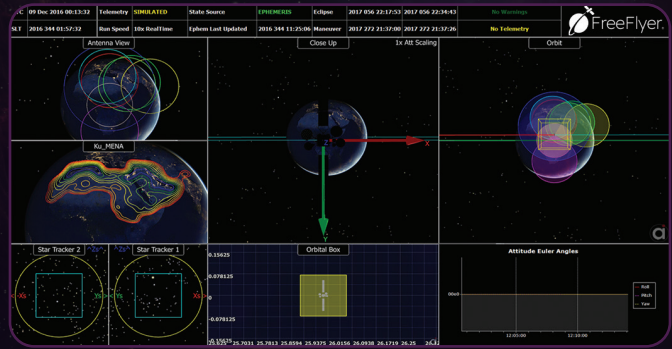 09 Dec 2016 00:13:32 Telemetry SIMULATED State Source EPHEMERIS Eclipse 2017 056 22:17:53 2017 056 22:34:43 No Warnings
SLT 2016 344 01:57:32 Run Speed 10x RealTime Ephem Last Updated 2016 344 11:25:06 Maneuver 2017 272 21:37:00 2017 272 21:37:26 No Telemetry
FreeFlyer
Antenna View
Close Up
1x Att Scaling
Orbit
X
Y
Ku_MENA
Star Tracker 2
Star Tracker 1
Orbital Box
0.15625
0.078125
0
-0.078125
-0.15625
25.7031 25.7813 25.8594 25.9375 26.0156 26.0938 26.1719 26.25
Attitude Euler Angles
Roll
Pitch
Yaw
12:05:00 12:10:00